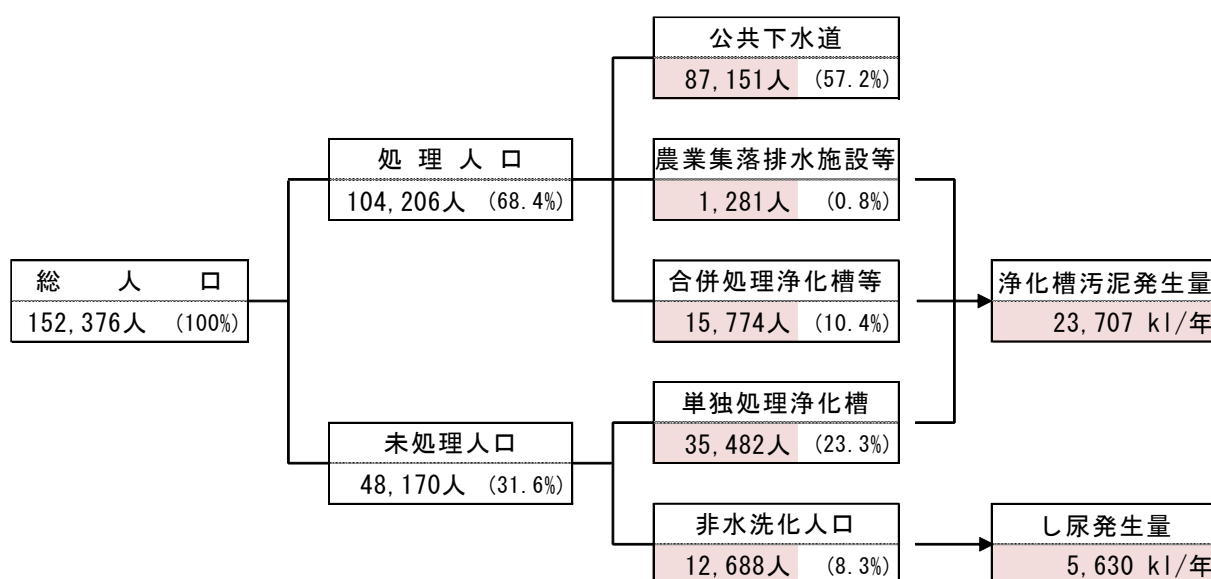 公共下水道
87,151人 (57.2%)
処理人口
104,206人 (68.4%)
農業集落排水施設等
1,281人 (0.8%)
総人口
152,376人 (100%)
合併処理浄化槽等
15,774人 (10.4%)
浄化槽汚泥発生量
23,707 kl/年
未処理人口
48,170人 (31.6%)
単独処理浄化槽
35,482人 (23.3%)
非水洗化人口
12,688人 (8.3%)
し尿発生量
5,630 kl/年